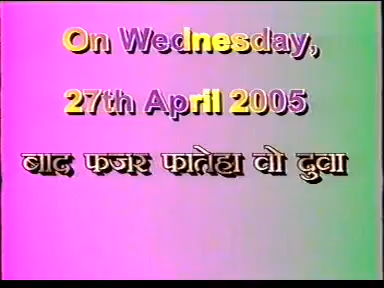 On Wednesday,
27th April 2005
बाद फजर फातेहा वो दुवा